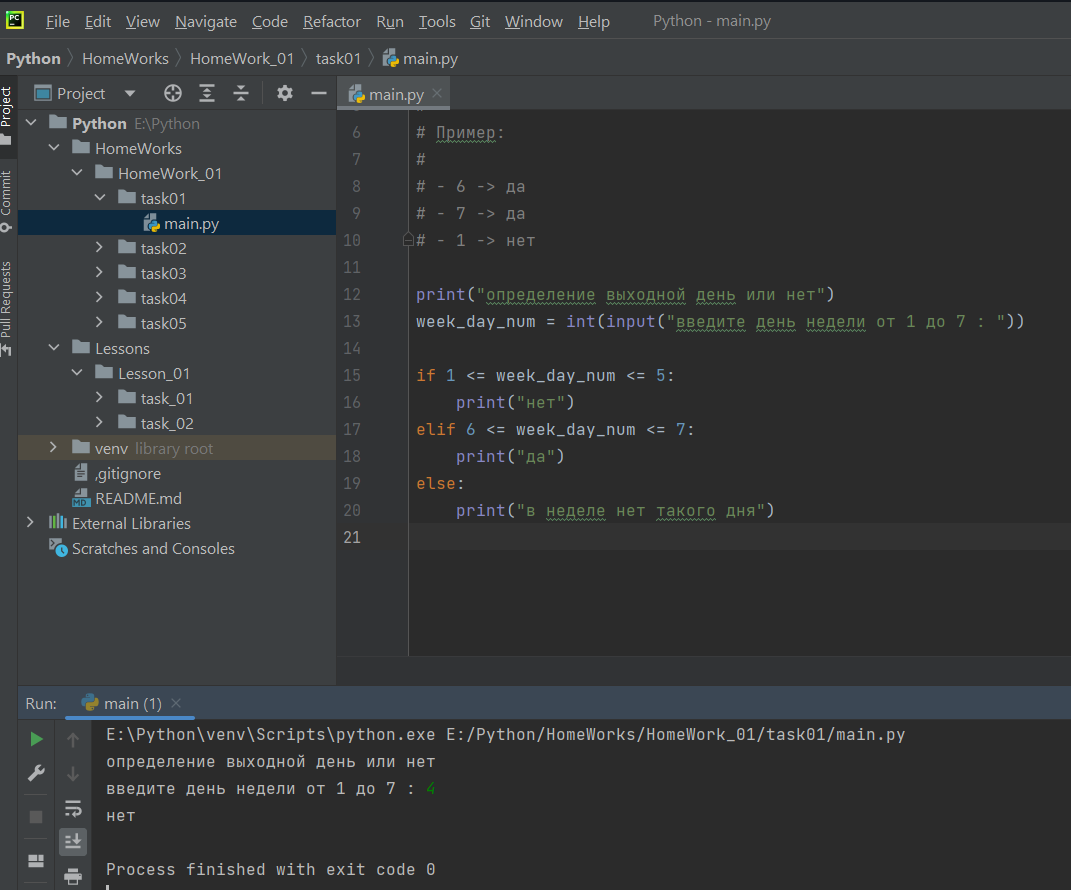 PC
File Edit View Navigate Code Refactor Run Tools Git Window Help Python - main.py
Python HomeWorks HomeWork_01 task01 main.py
Project
Commit
Pull Requests
Project
Python E:\Python
HomeWorks
HomeWork_01
task01
main.py
task02
task03
task04
task05
Lessons
Lesson_01
task_01
task_02
venv library root
,gitignore
MD README.md
External Libraries
Scratches and Consoles
main.py
6 # Пример:
7 #
8 # - 6 -> да
9 # - 7 -> да
10 # - 1 -> нет
11
12 print("определение выходной день или нет")
13 week_day_num = int(input("введите день недели от 1 до 7 : "))
14
15 if 1 <= week_day_num <= 5:
16 print("нет")
17 elif 6 <= week_day_num <= 7:
18 print("да")
19 else:
20 print("в неделе нет такого дня")
21
Run: main (1)
E:\Python\venv\Scripts\python.exe E:/Python/HomeWorks/HomeWork_01/task01/main.py
определение выходной день или нет
введите день недели от 1 до 7 : 4
нет
Process finished with exit code 0